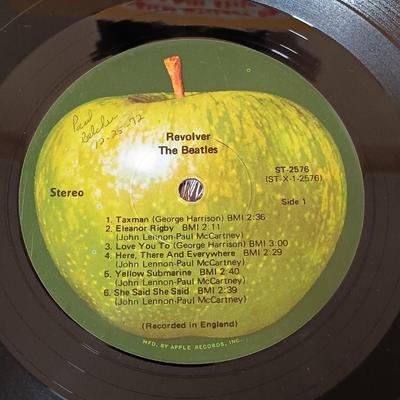 Paul
Belcher
12-25-72
Revolver
The Beatles
ST-2576
(ST-X-1-2576)
Stereo
Side 1
1. Taxman (George Harrison) BMI 2:36
2. Eleanor Rigby BMI 2:11
(John Lennon-Paul McCartney)
3. Love You To (George Harrison) BMI 3:00
4. Here, There And Everywhere BMI 2:29
(John Lennon-Paul McCartney)
5. Yellow Submarine BMI 2:40
(John Lennon-Paul McCartney)
6. She Said She Said BMI 2:39
(John Lennon-Paul McCartney)
(Recorded in England)
MFD. BY APPLE RECORDS, INC.